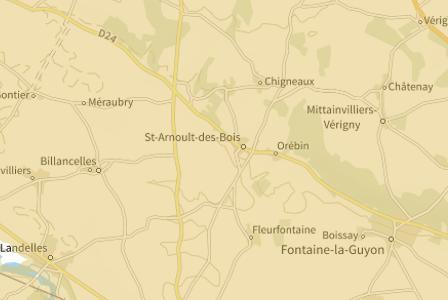 D24
Vérig
Chigneaux
Châtenay
ontier
Méraubry
Mittainvilliers-
Vérigny
St-Arnoult-des-Bois
Orébin
Billancelles
villiers
Fleurfontaine
Boissay
Landelles
Fontaine-la-Guyon